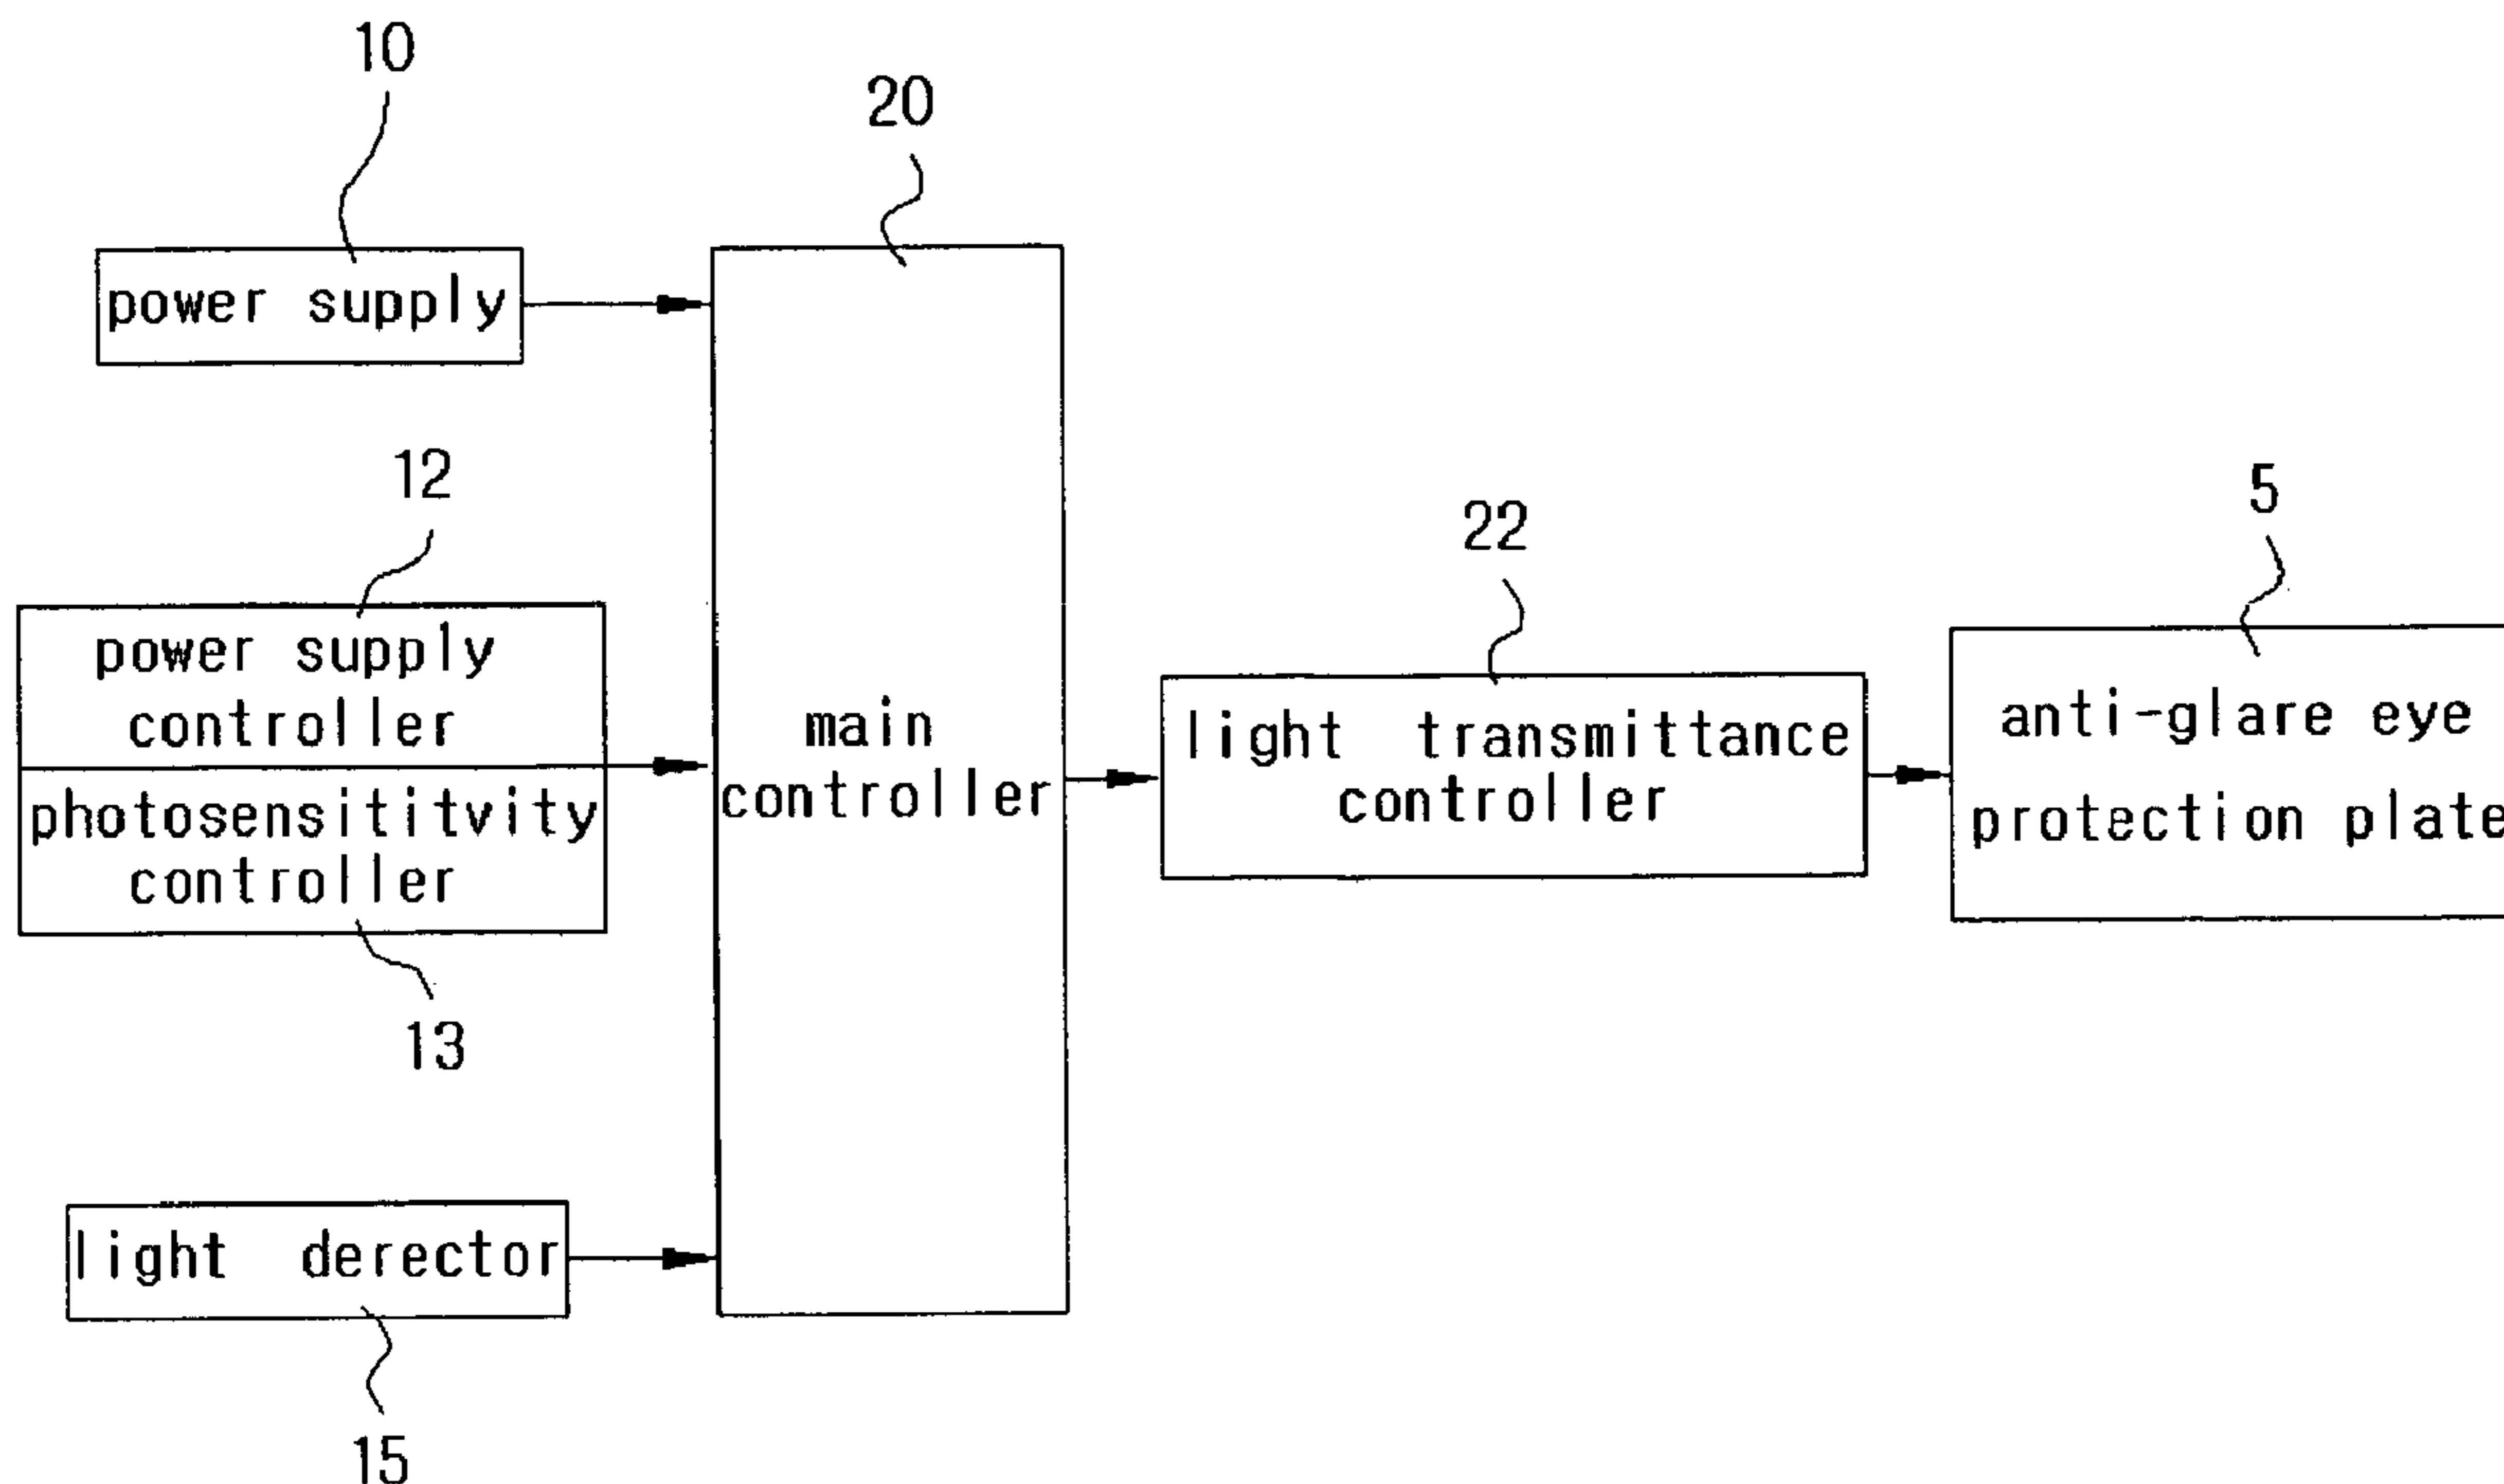 10
20
power supply
12
22
5
power supply
controller
photosensititvity
controller
main
controller
light transmittance
controller
anti-glare eye
protection plate
13
light derector
15